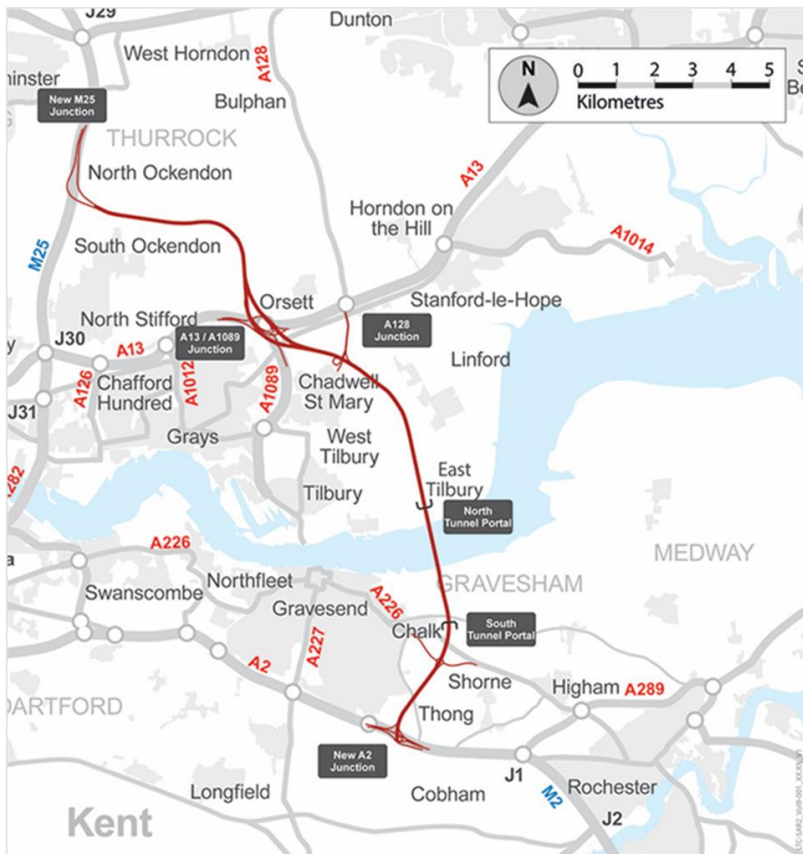 J29
Dunton
West Horndon
A128
N
0 1 2 3 4 5
Kilometres
New M25
Junction
Bulphan
THURROCK
North Ockendon
A13
M25
South Ockendon
Horndon on
the Hill
A1014
Orsett
Stanford-le-Hope
North Stifford
A13 / A1089
Junction
A128
Junction
J30
A13
Linford
A126
Chafford
Hundred
A1012
A1089
Chadwell
St Mary
J31
Grays
West
Tilbury
East
Tilbury
Tilbury
North
Tunnel Portal
A226
MEDWAY
Northfleet
GRAVESHAM
Swanscombe
Gravesend
A226
South
Tunnel Portal
Chalk
A227
A2
Shorne
Higham
A289
DARTFORD
Thong
New A2
Junction
J1
Longfield
Cobham
M2
Rochester
Kent
J2